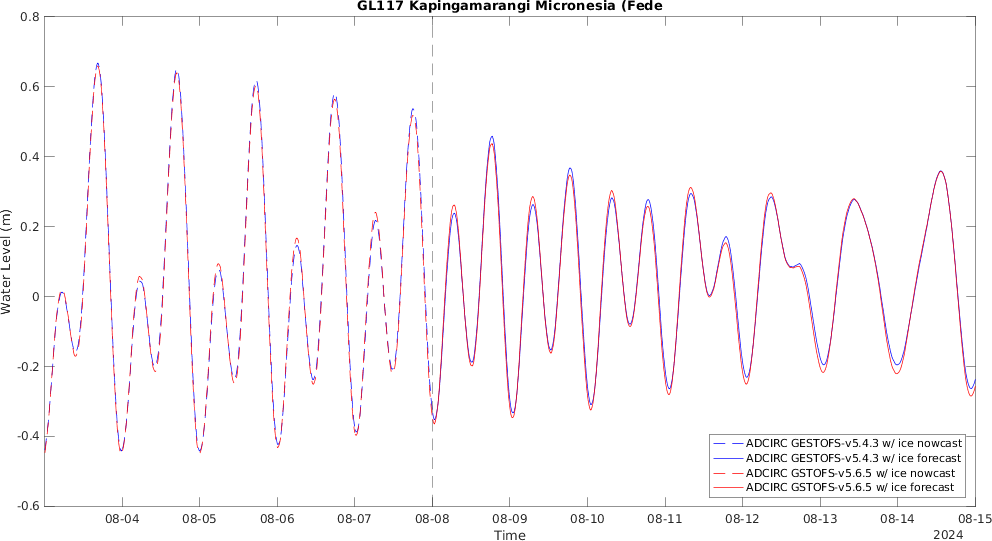 GL117 Kapingamarangi Micronesia (Fede
0.8
0.6
0.4
0.2
0
-0.2
-0.4
-0.6
Water Level (m)
08-04 08-05 08-06 08-07 08-08 08-09 08-10 08-11 08-12 08-13 08-14 08-15
Time
2024
ADCIRC GESTOFS-v5.4.3 w/ ice nowcast
ADCIRC GESTOFS-v5.4.3 w/ ice forecast
ADCIRC GSTOFS-v5.6.5 w/ ice nowcast
ADCIRC GSTOFS-v5.6.5 w/ ice forecast